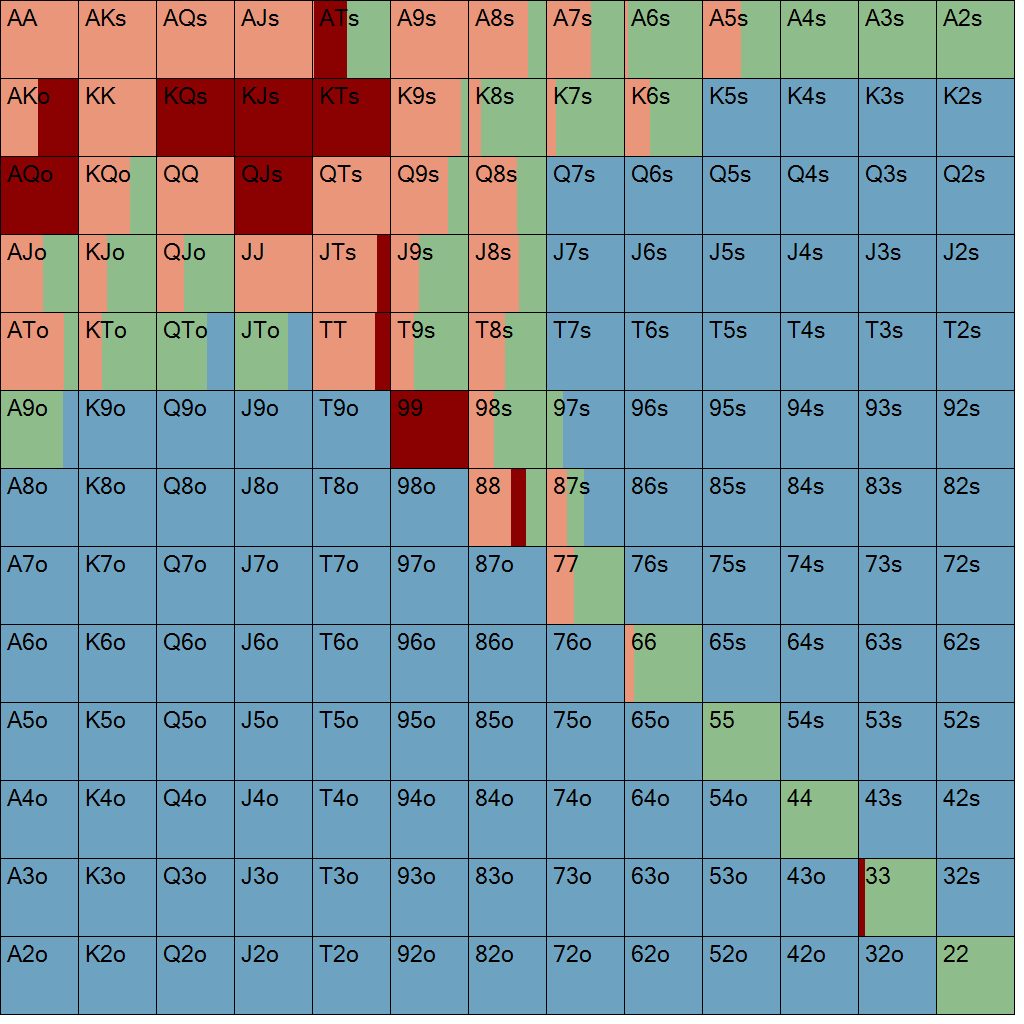 AA AKs AQs AJs ATs A9s A8s A7s A6s A5s A4s A3s A2s
AKo KK KQs KJs KTs K9s K8s K7s K6s K5s K4s K3s K2s
AQo KQo QQ QJs QTs Q9s Q8s Q7s Q6s Q5s Q4s Q3s Q2s
AJo KJo QJo JJ JTs J9s J8s J7s J6s J5s J4s J3s J2s
ATo KTo QTo JTo TT T9s T8s T7s T6s T5s T4s T3s T2s
A9o K9o Q9o J9o T9o 99 98s 97s 96s 95s 94s 93s 92s
A8o K8o Q8o J8o T8o 98o 88 87s 86s 85s 84s 83s 82s
A7o K7o Q7o J7o T7o 97o 87o 77 76s 75s 74s 73s 72s
A6o K6o Q6o J6o T6o 96o 86o 76o 66 65s 64s 63s 62s
A5o K5o Q5o J5o T5o 95o 85o 75o 65o 55 54s 53s 52s
A4o K4o Q4o J4o T4o 94o 84o 74o 64o 54o 44 43s 42s
A3o K3o Q3o J3o T3o 93o 83o 73o 63o 53o 43o 33 32s
A2o K2o Q2o J2o T2o 92o 82o 72o 62o 52o 42o 32o 22